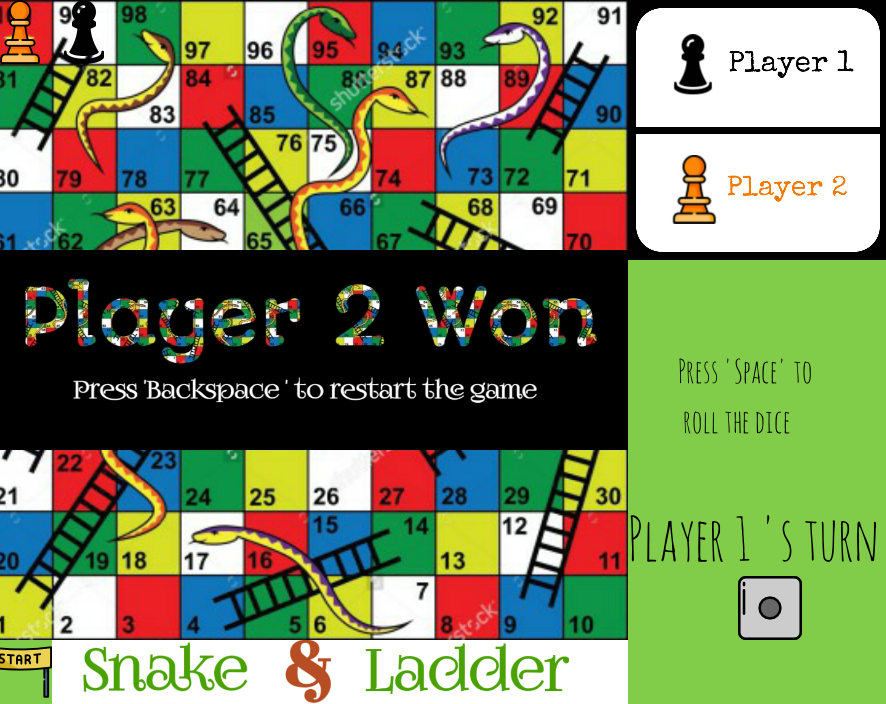 98 97 96 95 94 93 92 91
82 83 84 85 86 87 88 89 90
80 79 78 77 76 75 74 73 72 71
61 62 63 64 65 66 67 68 69 70
shutterstock
Player 1
Player 2
Player 2 Won
Press 'Backspace ' to restart the game
Press 'Space' to
roll the dice
21 22 23 24 25 26 27 28 29 30
20 19 18 17 16 15 14 13 12 11
1 2 3 4 5 6 7 8 9 10
Player 1 's turn
START
Snake & Ladder